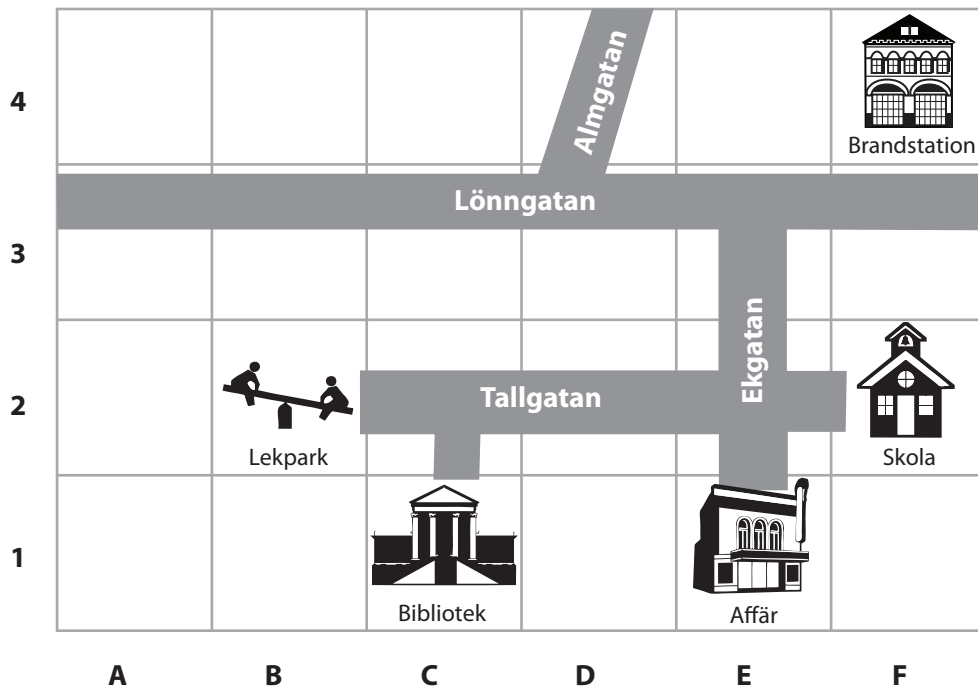 4
Almgatan
Brandstation
Lönngatan
3
Ekgatan
2
Tallgatan
Lekpark
Skola
1
Bibliotek
Affär
A B C D E F